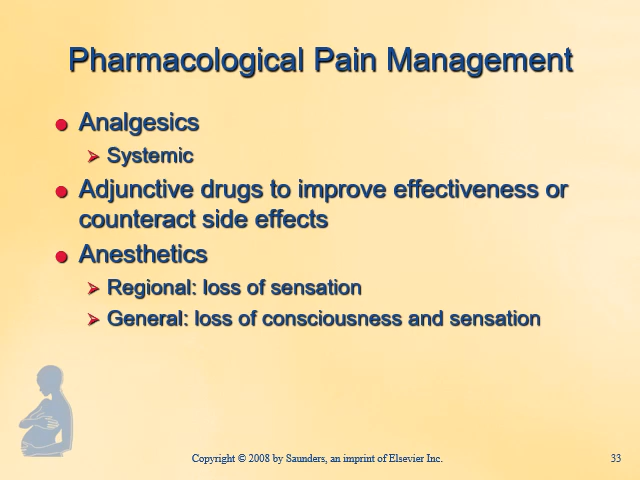 Pharmacological Pain Management
Analgesics
Systemic
Adjunctive drugs to improve effectiveness or
counteract side effects
Anesthetics
Regional: loss of sensation
General: loss of consciousness and sensation
Copyright © 2008 by Saunders, an imprint of Elsevier Inc.
33